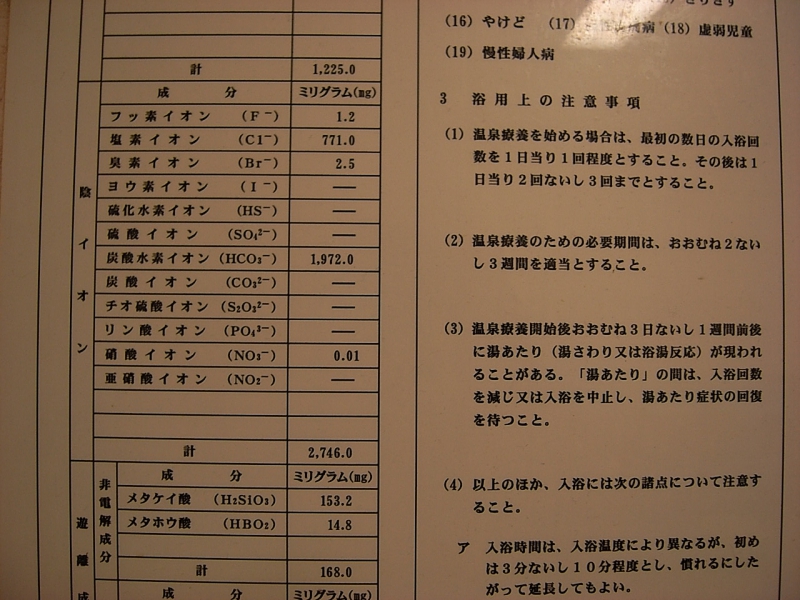 計 1,225.0
成分 ミリグラム(mg)
陰イオン
フッ素イオン (F⁻) 1.2
塩素イオン (Cl⁻) 771.0
臭素イオン (Br⁻) 2.5
ヨウ素イオン (I⁻) ―
硫化水素イオン (HS⁻) ―
硫酸イオン (SO₄²⁻) ―
炭酸水素イオン (HCO₃⁻) 1,972.0
炭酸イオン (CO₃²⁻) ―
チオ硫酸イオン (S₂O₃²⁻) ―
リン酸イオン (PO₄³⁻) ―
硝酸イオン (NO₃⁻) 0.01
亜硝酸イオン (NO₂⁻) ―
計 2,746.0
遊離成
非電解成分
成分 ミリグラム(mg)
メタケイ酸 (H₂SiO₃) 153.2
メタホウ酸 (HBO₂) 14.8
計 168.0
成分 ミリグラム(mg)
きりきず
(16) やけど (17) 病 (18) 虚弱児童
(19) 慢性婦人病
3 浴用上の注意事項
(1) 温泉療養を始める場合は、最初の数日の入浴回
数を1日当り1回程度とすること。その後は1
日当り2回ないし3回までとすること。
(2) 温泉療養のための必要期間は、おおむね2ない
し3週間を適当とすること。
(3) 温泉療養開始後おおむね3日ないし1週間前後
に湯あたり(湯さわり又は浴湯反応)が現われ
ることがある。「湯あたり」の間は、入浴回数
を減じ又は入浴を中止し、湯あたり症状の回復
を待つこと。
(4) 以上のほか、入浴には次の諸点について注意す
ること。
ア 入浴時間は、入浴温度により異なるが、初め
は3分ないし10分程度とし、慣れるにした
がって延長してもよい。